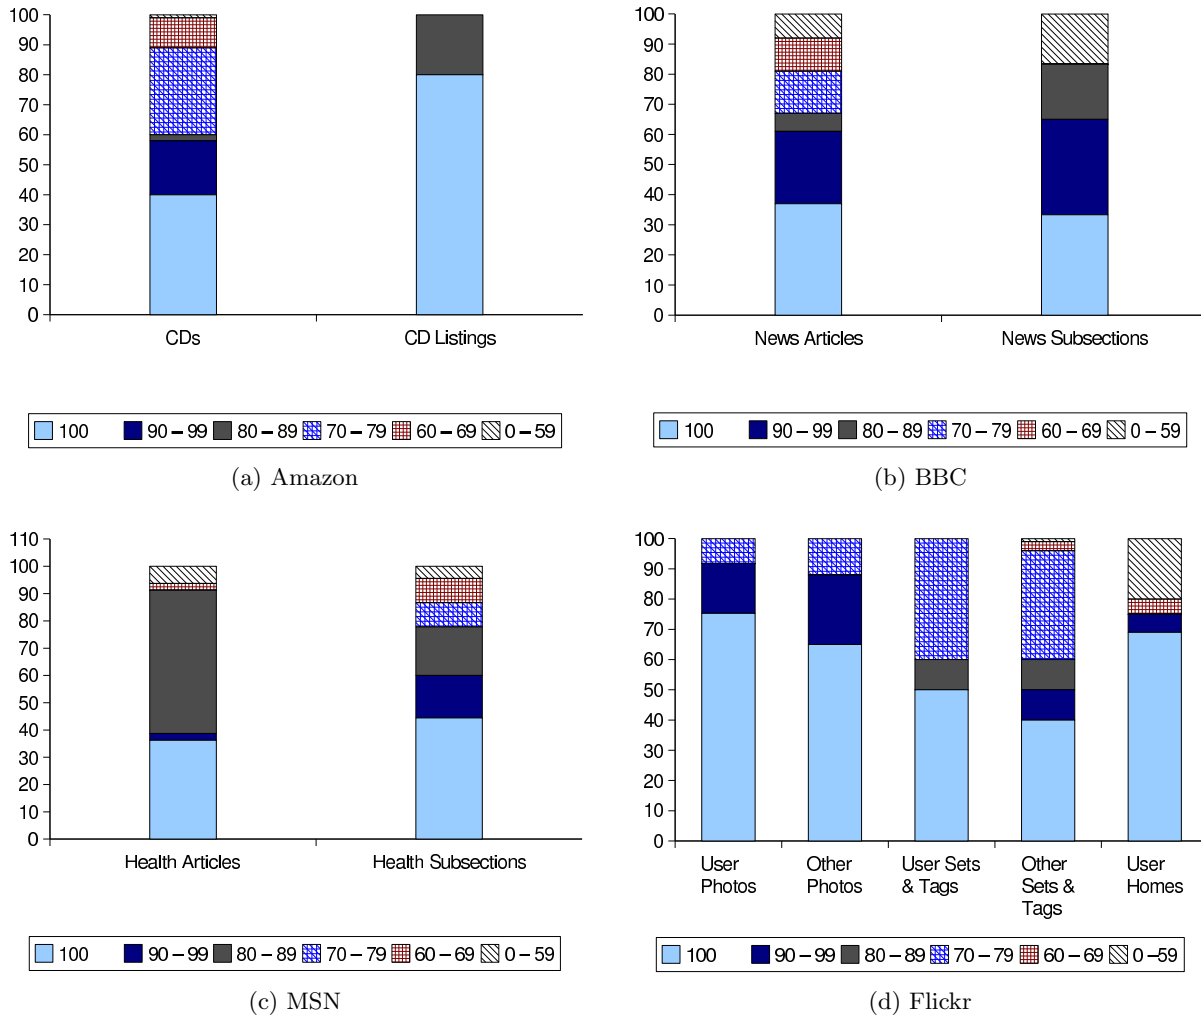 100
90
80
70
60
50
40
30
20
10
0
CDs CD Listings
100 90 – 99 80 – 89 70 – 79 60 – 69 0 – 59
(a) Amazon
100
90
80
70
60
50
40
30
20
10
0
News Articles News Subsections
100 90 – 99 80 – 89 70 – 79 60 – 69 0 – 59
(b) BBC
110
100
90
80
70
60
50
40
30
20
10
0
Health Articles Health Subsections
100 90 – 99 80 – 89 70 – 79 60 – 69 0 – 59
(c) MSN
100
90
80
70
60
50
40
30
20
10
0
User
Photos
Other
Photos
User Sets
& Tags
Other
Sets &
Tags
User
Homes
100 90 – 99 80 – 89 70 – 79 60 – 69 0 –59
(d) Flickr